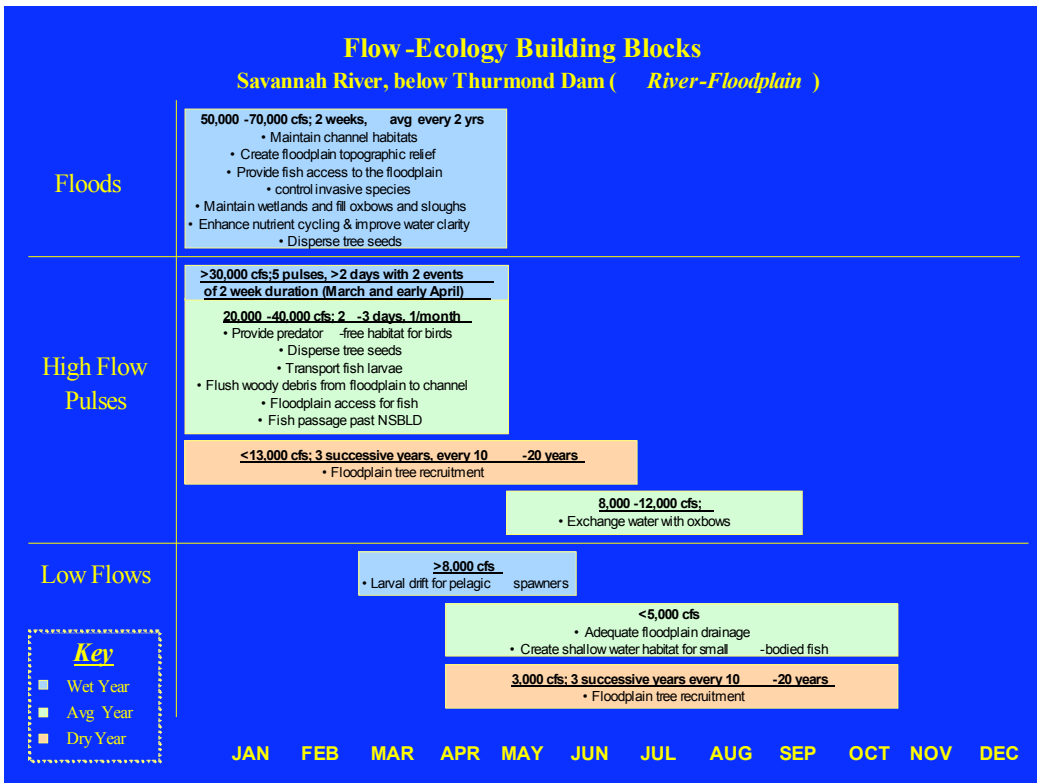 Flow-Ecology Building Blocks
Savannah River, below Thurmond Dam ( River-Floodplain )
Floods
50,000 -70,000 cfs; 2 weeks, avg every 2 yrs
• Maintain channel habitats
• Create floodplain topographic relief
• Provide fish access to the floodplain
• control invasive species
• Maintain wetlands and fill oxbows and sloughs
• Enhance nutrient cycling & improve water clarity
• Disperse tree seeds
High Flow
Pulses
>30,000 cfs;5 pulses, >2 days with 2 events
of 2 week duration (March and early April)
20,000 -40,000 cfs; 2 -3 days, 1/month
• Provide predator -free habitat for birds
• Disperse tree seeds
• Transport fish larvae
• Flush woody debris from floodplain to channel
• Floodplain access for fish
• Fish passage past NSBLD
<13,000 cfs; 3 successive years, every 10 -20 years
• Floodplain tree recruitment
8,000 -12,000 cfs;
• Exchange water with oxbows
Low Flows
>8,000 cfs
• Larval drift for pelagic spawners
<5,000 cfs
• Adequate floodplain drainage
• Create shallow water habitat for small -bodied fish
3,000 cfs; 3 successive years every 10 -20 years
• Floodplain tree recruitment
Key
Wet Year
Avg Year
Dry Year
JAN FEB MAR APR MAY JUN JUL AUG SEP OCT NOV DEC